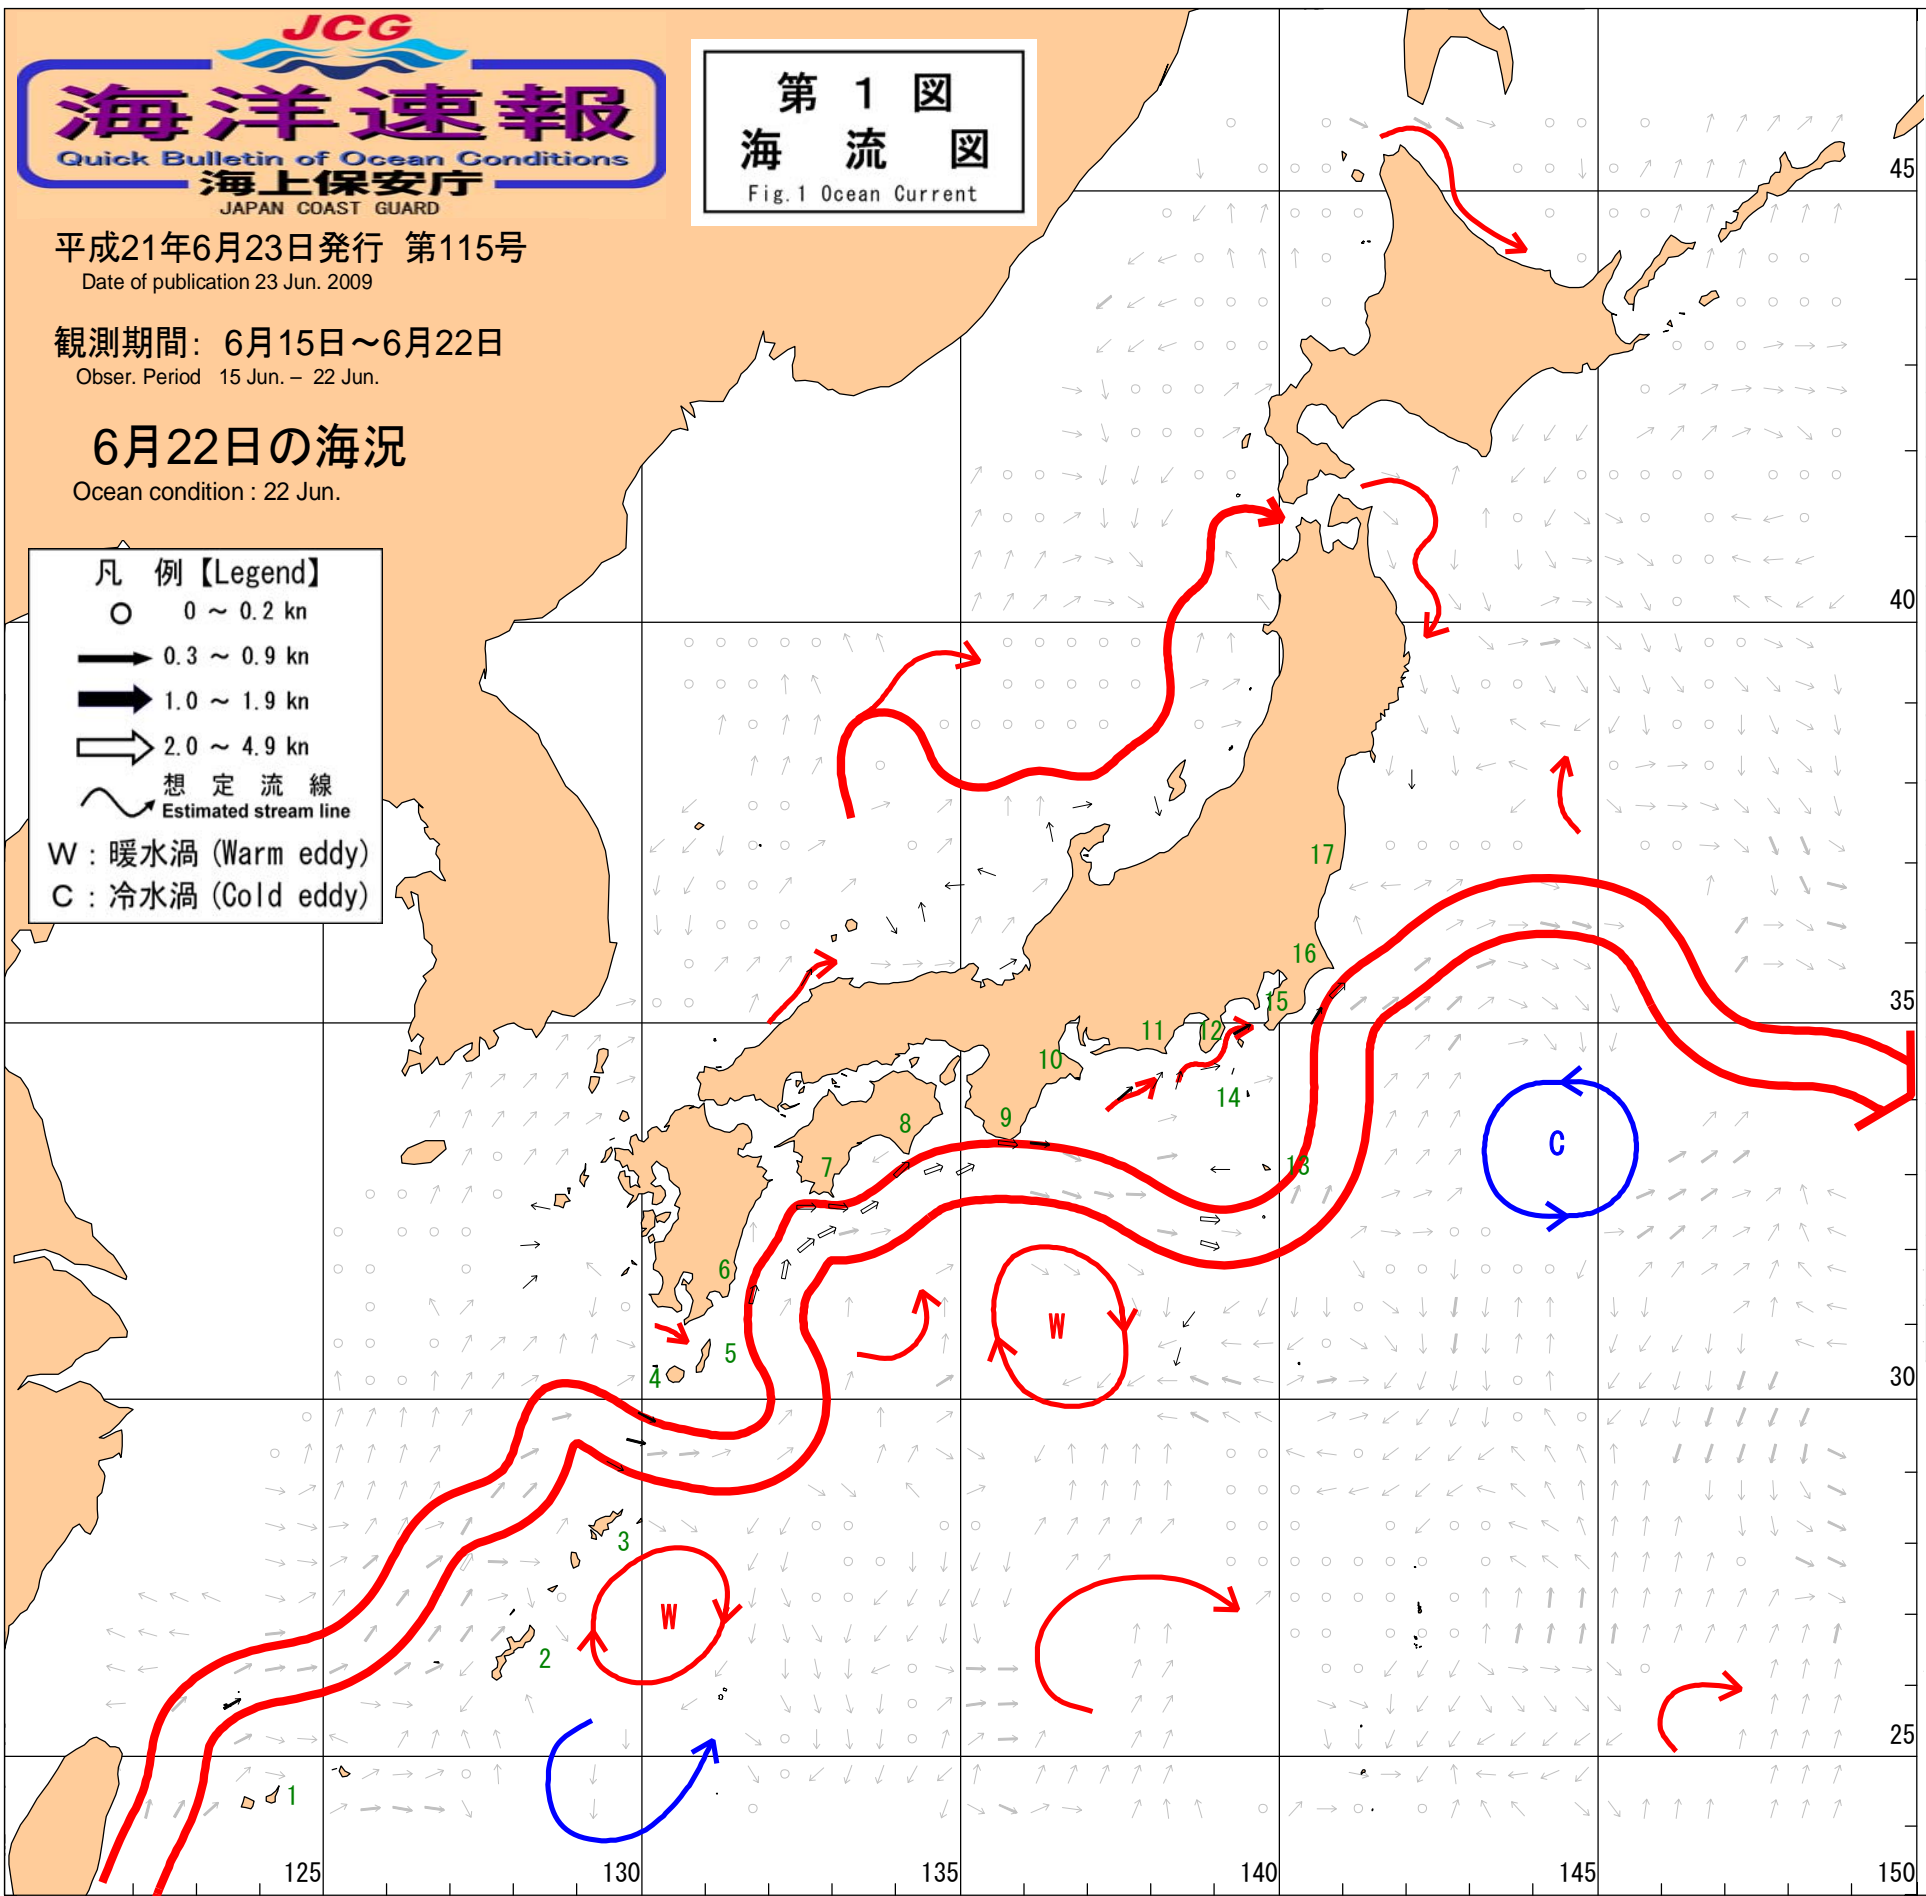 JCG
海洋速報
Quick Bulletin of Ocean Conditions
海上保安庁
JAPAN COAST GUARD
第 1 図
海 流 図
Fig.1 Ocean Current
平成21年6月23日発行 第115号
Date of publication 23 Jun. 2009
観測期間: 6月15日～6月22日
Obser. Period 15 Jun. – 22 Jun.
6月22日の海況
Ocean condition : 22 Jun.
凡 例【Legend】
0 ～ 0.2 kn
0.3 ～ 0.9 kn
1.0 ～ 1.9 kn
2.0 ～ 4.9 kn
想 定 流 線
Estimated stream line
W : 暖水渦 (Warm eddy)
C : 冷水渦 (Cold eddy)
45
40
35
30
25
17
16
15
12
11
10
14
9
8
7
13
C
6
W
5
4
3
W
2
1
125
130
135
140
145
150